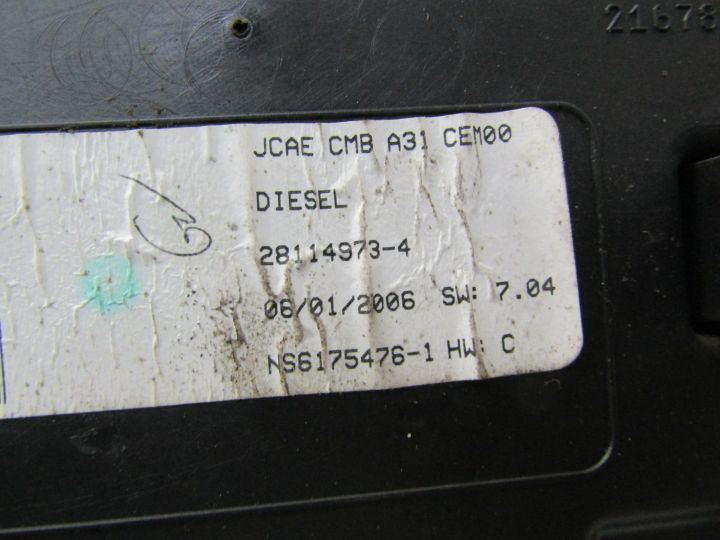 21678
JCAE CMB A31 CEM00
DIESEL
28114973-4
06/01/2006 SW: 7.04
NS6175476-1 HW: C